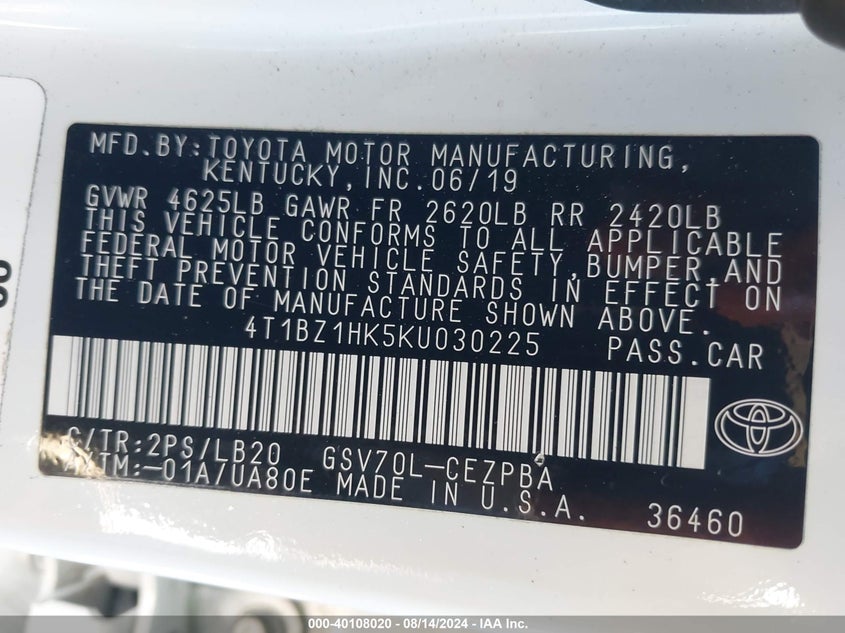 MFD.BY:TOYOTA MOTOR MANUFACTURING,
KENTUCKY,INC.06/19
GVWR 4625LB GAWR FR 2620LB RR 2420LB
THIS VEHICLE CONFORMS TO ALL APPLICABLE
FEDERAL MOTOR VEHICLE SAFETY,BUMPER,AND
THEFT PREVENTION STANDARDS IN EFFECT ON
THE DATE OF MANUFACTURE SHOWN ABOVE.
4T1BZ1HK5KU030225 PASS.CAR
C/TR:2PS/LB20 GSV70L-CEZPBA
A/TM:-01A/UA80E MADE IN U.S.A. 36460
000-40108020 - 08/14/2024 - IAA Inc.